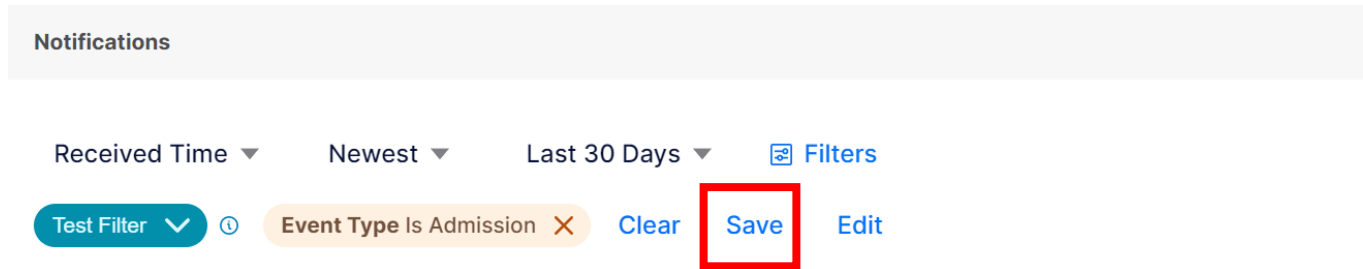 Notifications
Received Time Newest Last 30 Days Filters
Test Filter Event Type Is Admission Clear Save Edit